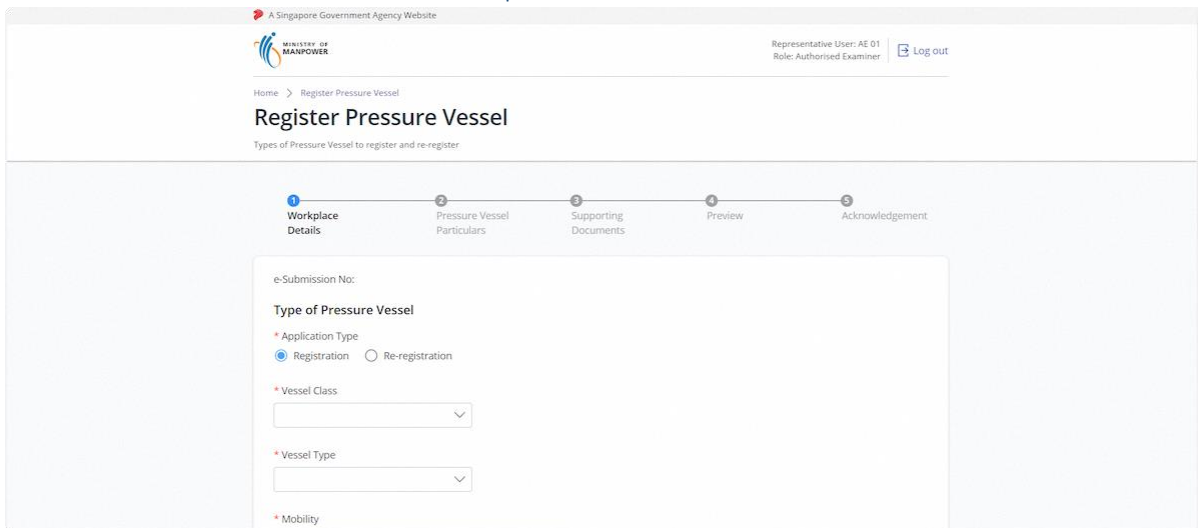 A Singapore Government Agency Website
MINISTRY OF
MANPOWER
Representative User: AE 01
Role: Authorised Examiner
Log out
Home > Register Pressure Vessel
Register Pressure Vessel
Types of Pressure Vessel to register and re-register
1
2
3
4
5
Workplace
Details
Pressure Vessel
Particulars
Supporting
Documents
Preview
Acknowledgement
e-Submission No:
Type of Pressure Vessel
* Application Type
Registration
Re-registration
* Vessel Class
* Vessel Type
* Mobility